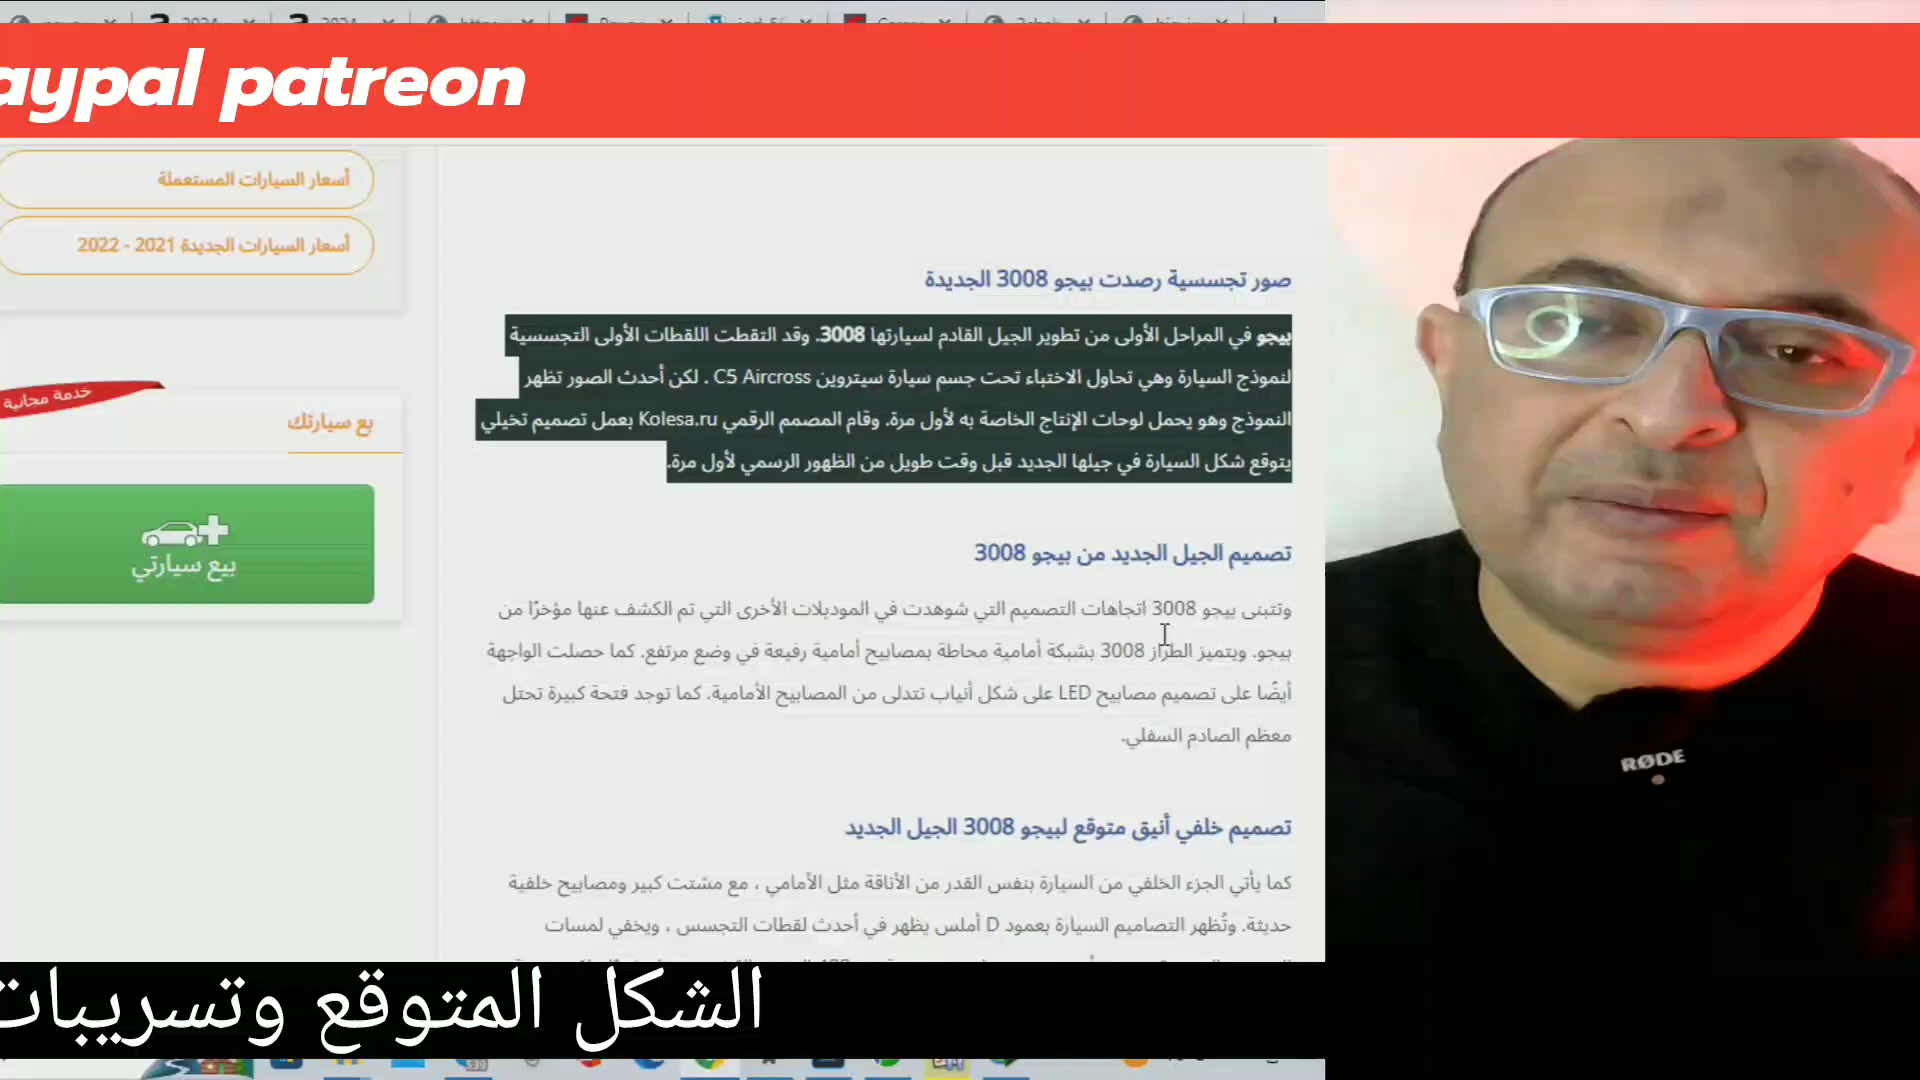 aypal patreon
أسعار السيارات المستعملة
أسعار السيارات الجديدة 2021 - 2022
خدمة مجانية
بع سيارتك
بيع سيارتي
صور تجسسية رصدت بيجو 3008 الجديدة
بيجو في المراحل الأولى من تطوير الجيل القادم لسيارتها 3008. وقد التقطت اللقطات الأولى التجسسية
لنموذج السيارة وهي تحاول الاختباء تحت جسم سيارة سيتروين C5 Aircross . لكن أحدث الصور تظهر
النموذج وهو يحمل لوحات الإنتاج الخاصة به لأول مرة. وقام المصمم الرقمي Kolesa.ru بعمل تصميم تخيلي
يتوقع شكل السيارة في جيلها الجديد قبل وقت طويل من الظهور الرسمي لأول مرة.
تصميم الجيل الجديد من بيجو 3008
وتتبنى بيجو 3008 اتجاهات التصميم التي شوهدت في الموديلات الأخرى التي تم الكشف عنها مؤخرًا من
بيجو. ويتميز الطراز 3008 بشبكة أمامية محاطة بمصابيح أمامية رفيعة في وضع مرتفع. كما حصلت الواجهة
أيضًا على تصميم مصابيح LED على شكل أنياب تتدلى من المصابيح الأمامية. كما توجد فتحة كبيرة تحتل
معظم الصادم السفلي.
تصميم خلفي أنيق متوقع لبيجو 3008 الجيل الجديد
كما يأتي الجزء الخلفي من السيارة بنفس القدر من الأناقة مثل الأمامي ، مع مشتت كبير ومصابيح خلفية
حديثة. وتُظهر التصاميم السيارة بعمود D أملس يظهر في أحدث لقطات التجسس ، ويخفي لمسات
RØDE
الشكل المتوقع وتسريبات